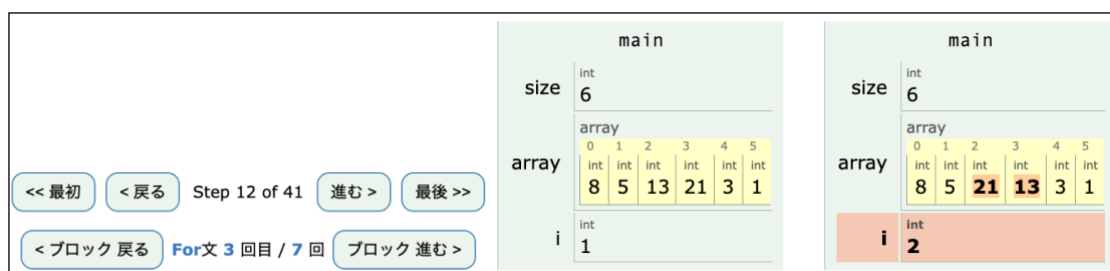 << 最初 < 戻る Step 12 of 41 進む > 最後 >>
< ブロック 戻る For文 3 回目 / 7 回 ブロック 進む >
main
size
int
6
array
array
0 1 2 3 4 5
int int int int int int
8 5 13 21 3 1
i
int
1
main
size
int
6
array
array
0 1 2 3 4 5
int int int int int int
8 5 21 13 3 1
i
int
2